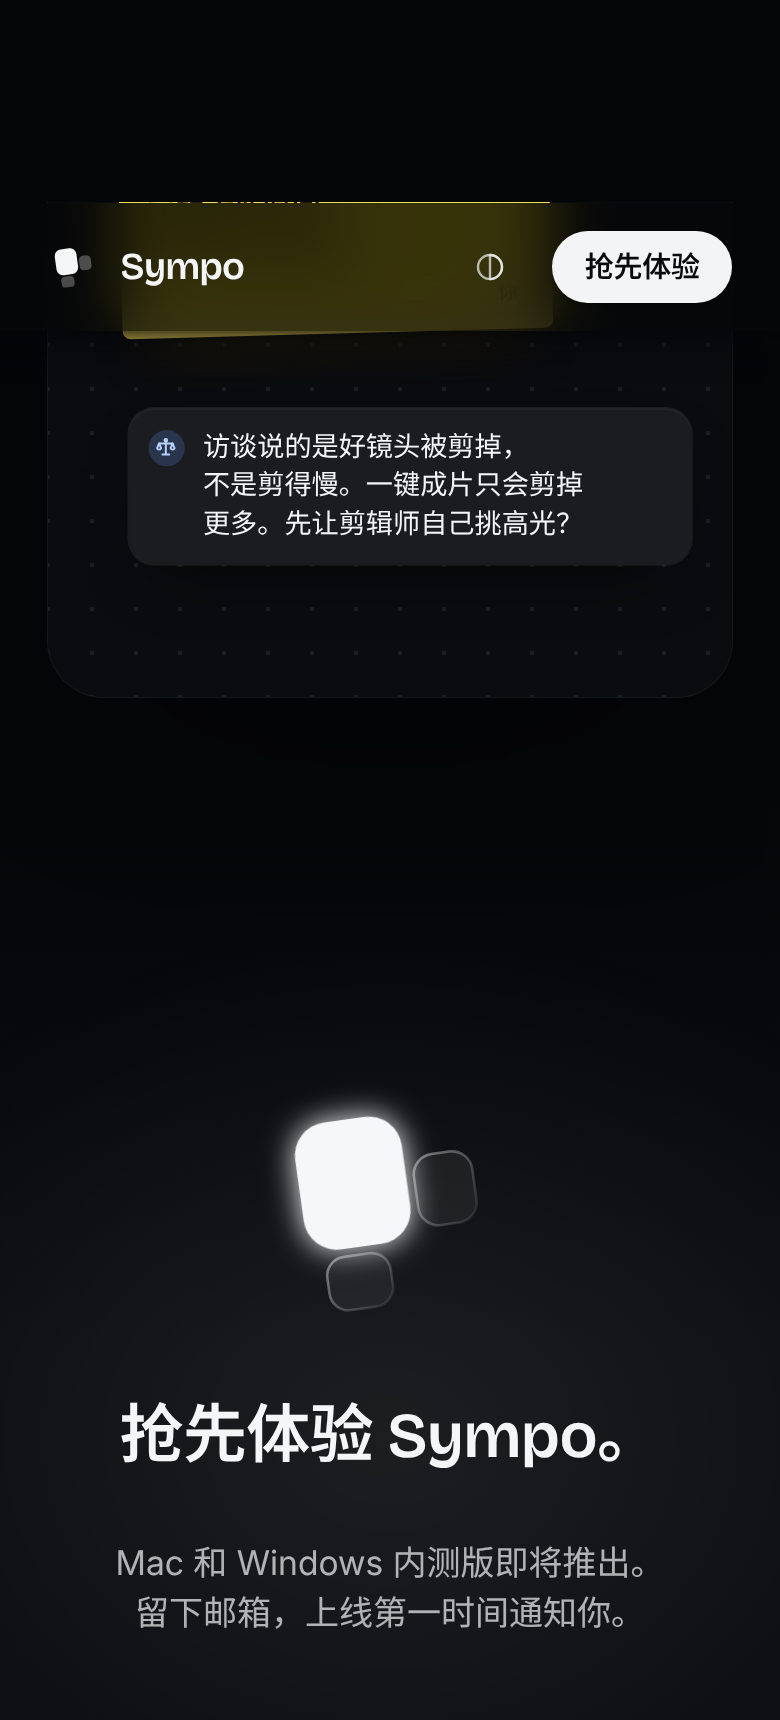 Sympo
抢先体验
访谈说的是好镜头被剪掉，
不是剪得慢。一键成片只会剪掉
更多。先让剪辑师自己挑高光？
抢先体验 Sympo。
Mac 和 Windows 内测版即将推出。
留下邮箱，上线第一时间通知你。